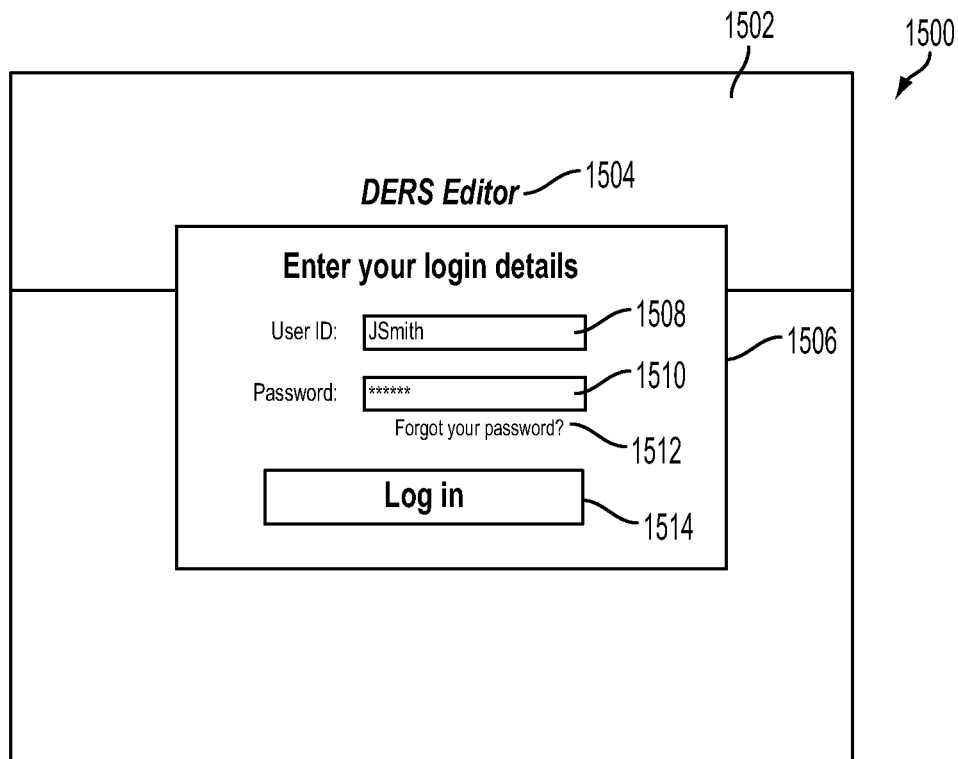 1502
1500
DERS Editor 1504
Enter your login details
User ID: JSmith 1508
1506
Password: ****** 1510
Forgot your password? 1512
Log in 1514